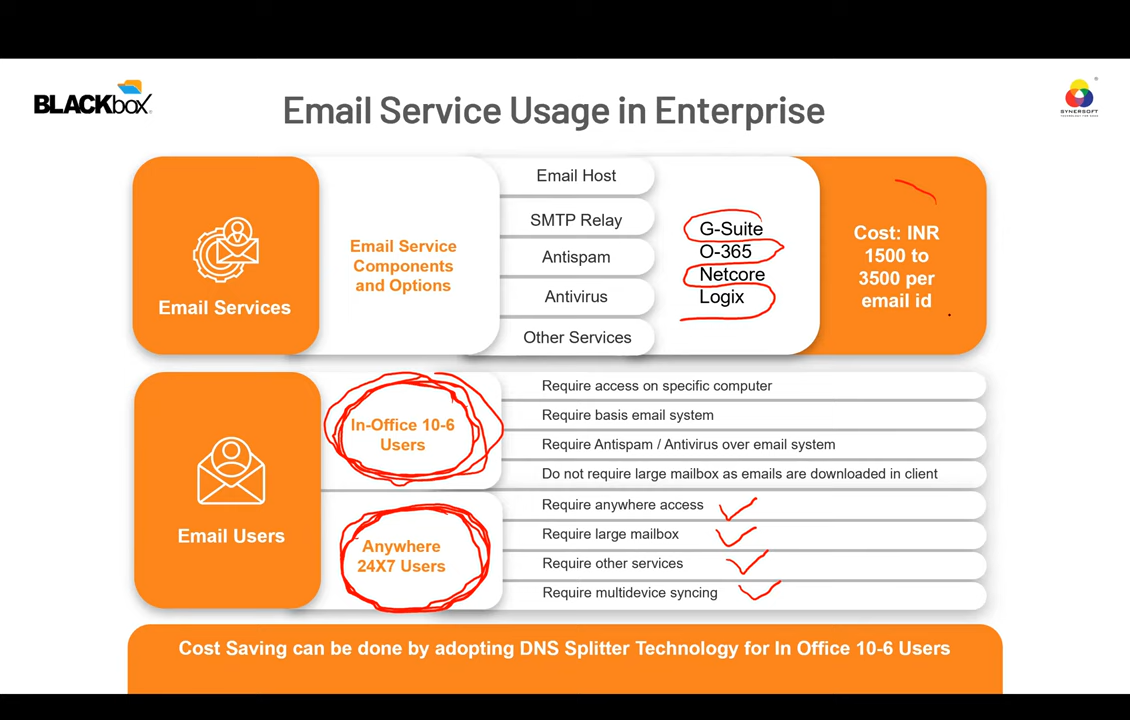 BLACKbox
Email Service Usage in Enterprise
SYNERSOFT
Email Services
Email Service
Components
and Options
Email Host
SMTP Relay
Antispam
Antivirus
Other Services
G-Suite
O-365
Netcore
Logix
Cost: INR
1500 to
3500 per
email id
Email Users
In-Office 10-6
Users
Require access on specific computer
Require basis email system
Require Antispam / Antivirus over email system
Do not require large mailbox as emails are downloaded in client
Anywhere
24X7 Users
Require anywhere access
Require large mailbox
Require other services
Require multidevice syncing
Cost Saving can be done by adopting DNS Splitter Technology for In Office 10-6 Users